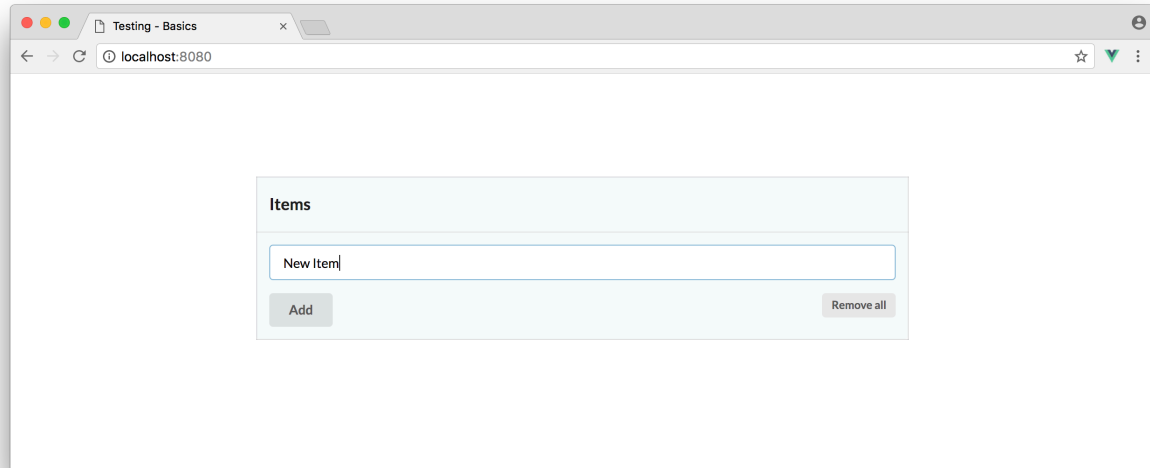 Testing - Basics
localhost:8080
Items
New Item
Add
Remove all